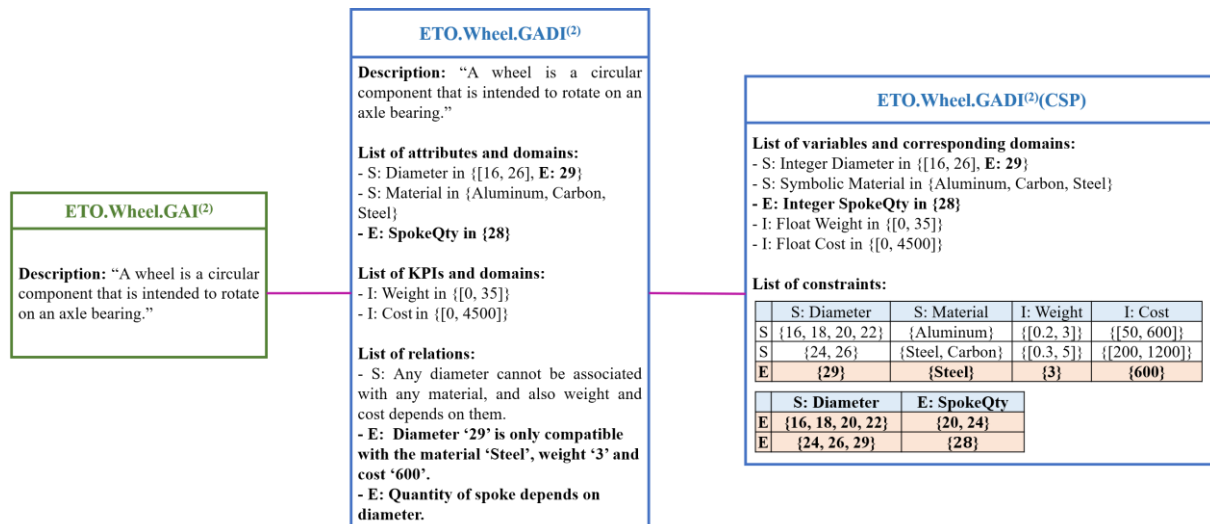 ETO.Wheel.GAI(2)
Description: “A wheel is a circular
component that is intended to rotate
on an axle bearing.”
ETO.Wheel.GADI(2)
Description: “A wheel is a circular
component that is intended to rotate on an
axle bearing.”
List of attributes and domains:
- S: Diameter in {[16, 26], E: 29}
- S: Material in {Aluminum, Carbon,
Steel}
- E: SpokeQty in {28}
List of KPIs and domains:
- I: Weight in {[0, 35]}
- I: Cost in {[0, 4500]}
List of relations:
- S: Any diameter cannot be associated
with any material, and also weight and
cost depends on them.
- E: Diameter ‘29’ is only compatible
with the material ‘Steel’, weight ‘3’ and
cost ‘600’.
- E: Quantity of spoke depends on
diameter.
ETO.Wheel.GADI(2)(CSP)
List of variables and corresponding domains:
- S: Integer Diameter in {[16, 26], E: 29}
- S: Symbolic Material in {Aluminum, Carbon, Steel}
- E: Integer SpokeQty in {28}
- I: Float Weight in {[0, 35]}
- I: Float Cost in {[0, 4500]}
List of constraints:
S: Diameter S: Material I: Weight I: Cost
S {16, 18, 20, 22} {Aluminum} {[0.2, 3]} {[50, 600]}
S {24, 26} {Steel, Carbon} {[0.3, 5]} {[200, 1200]}
E {29} {Steel} {3} {600}
S: Diameter E: SpokeQty
E {16, 18, 20, 22} {20, 24}
E {24, 26, 29} {28}